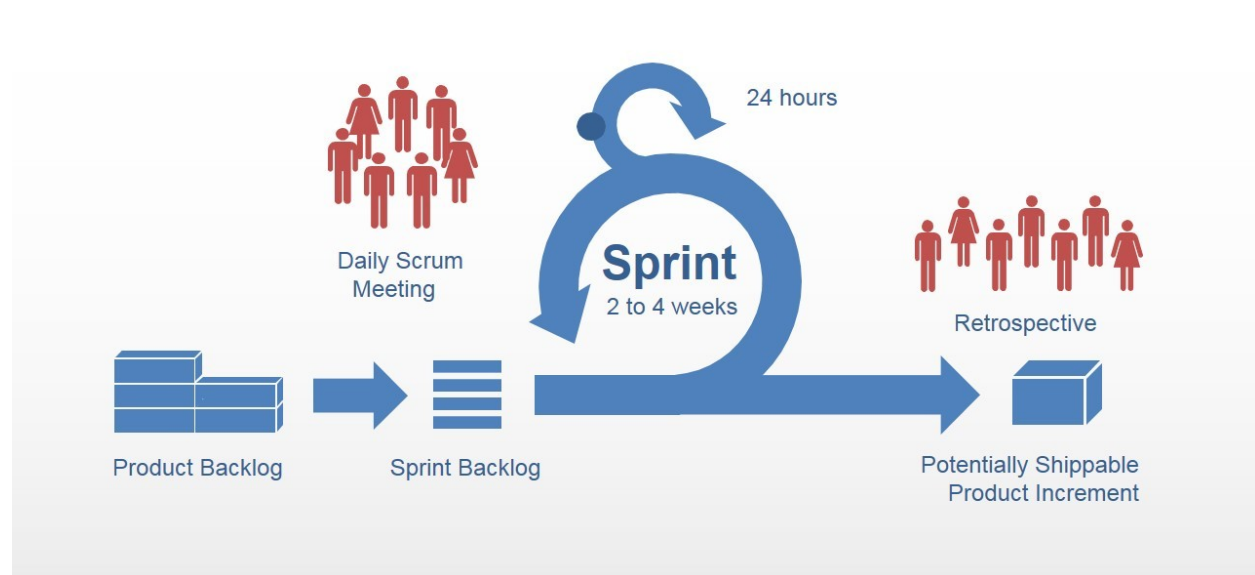 24 hours
Daily Scrum
Meeting
Sprint
2 to 4 weeks
Retrospective
Product Backlog
Sprint Backlog
Potentially Shippable
Product Increment